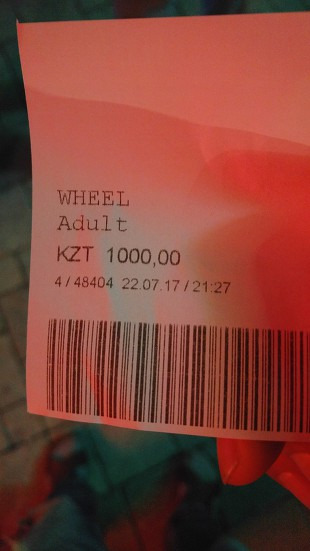 WHEEL
Adult
KZT 1000,00
4 / 48404 22.07.17 / 21:27